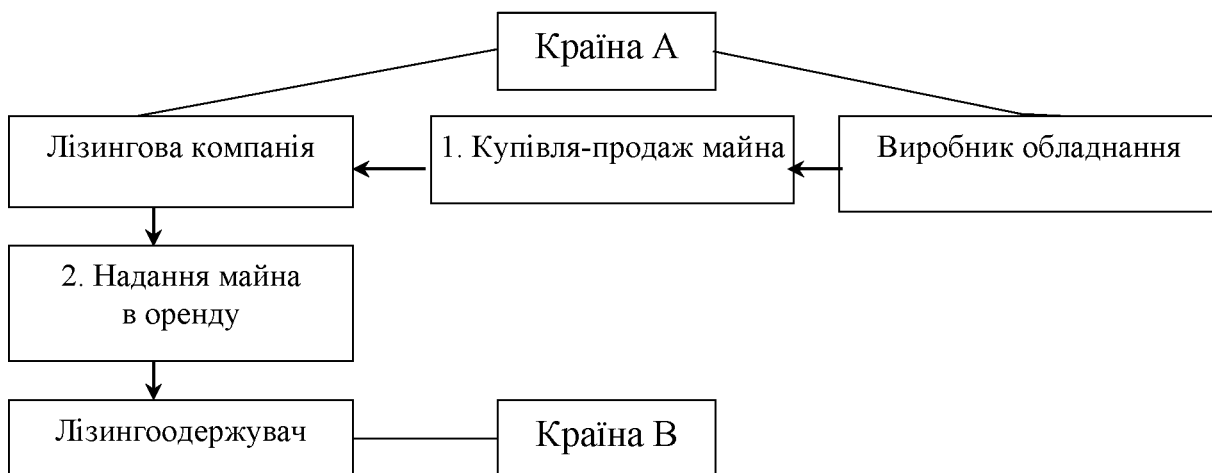 Країна А
Лізингова компанія
1. Купівля-продаж майна
Виробник обладнання
2. Надання майна
в оренду
Лізингоодержувач
Країна В